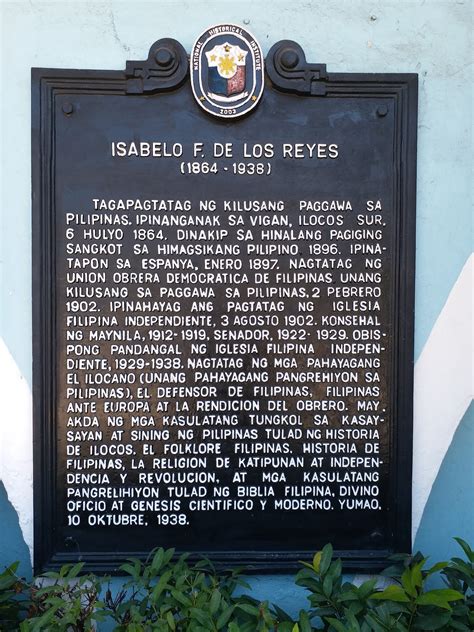 NATIONAL HISTORICAL INSTITUTE
2003
ISABELO F. DE LOS REYES
(1864 - 1938)
TAGAPAGTATAG NG KILUSANG PAGGAWA SA
PILIPINAS. IPINANGANAK SA VIGAN, ILOCOS SUR,
6 HULYO 1864. DINAKIP SA HINALANG PAGIGING
SANGKOT SA HIMAGSIKANG PILIPINO 1896. IPINA-
TAPON SA ESPANYA, ENERO 1897. NAGTATAG NG
UNION OBRERA DEMOCRATICA DE FILIPINAS UNANG
KILUSANG SA PAGGAWA SA PILIPINAS, 2 PEBRERO
1902. IPINAHAYAG ANG PAGTATAG NG IGLESIA
FILIPINA INDEPENDIENTE, 3 AGOSTO 1902. KONSEHAL
NG MAYNILA, 1912-1919, SENADOR, 1922-1929. OBIS-
PONG PANDANGAL NG IGLESIA FILIPINA INDEPEN-
DIENTE, 1929-1938. NAGTATAG NG MGA PAHAYAGANG
EL ILOCANO (UNANG PAHAYAGANG PANGREHIYON SA
PILIPINAS), EL DEFENSOR DE FILIPINAS, FILIPINAS
ANTE EUROPA AT LA RENDICION DEL OBRERO. MAY
AKDA NG MGA KASULATANG TUNGKOL SA KASAY-
SAYAN AT SINING NG PILIPINAS TULAD NG HISTORIA
DE ILOCOS. EL FOLKLORE FILIPINAS. HISTORIA DE
FILIPINAS, LA RELIGION DE KATIPUNAN AT INDEPEN-
DENCIA Y REVOLUCION, AT MGA KASULATANG
PANGRELIHIYON TULAD NG BIBLIA FILIPINA, DIVINO
OFICIO AT GENESIS CIENTIFICO Y MODERNO. YUMAO,
10 OKTUBRE, 1938.